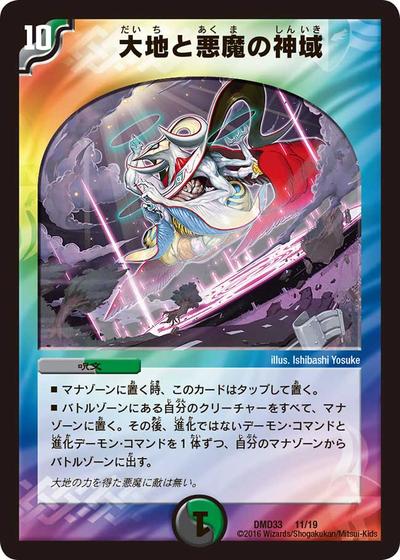 10
だいち あくま しんいき
大地と悪魔の神域
illus. Ishibashi Yosuke
呪文
■ マナゾーンに置く時、このカードはタップして置く。
■ バトルゾーンにある自分のクリーチャーをすべて、マナ
ゾーンに置く。その後、進化ではないデーモン・コマンドと
進化デーモン・コマンドを1体ずつ、自分のマナゾーンから
バトルゾーンに出す。
大地の力を得た悪魔に敵は無い。
1
DMD33 11/19
©2016 Wizards/Shogakukan/Mitsui-Kids